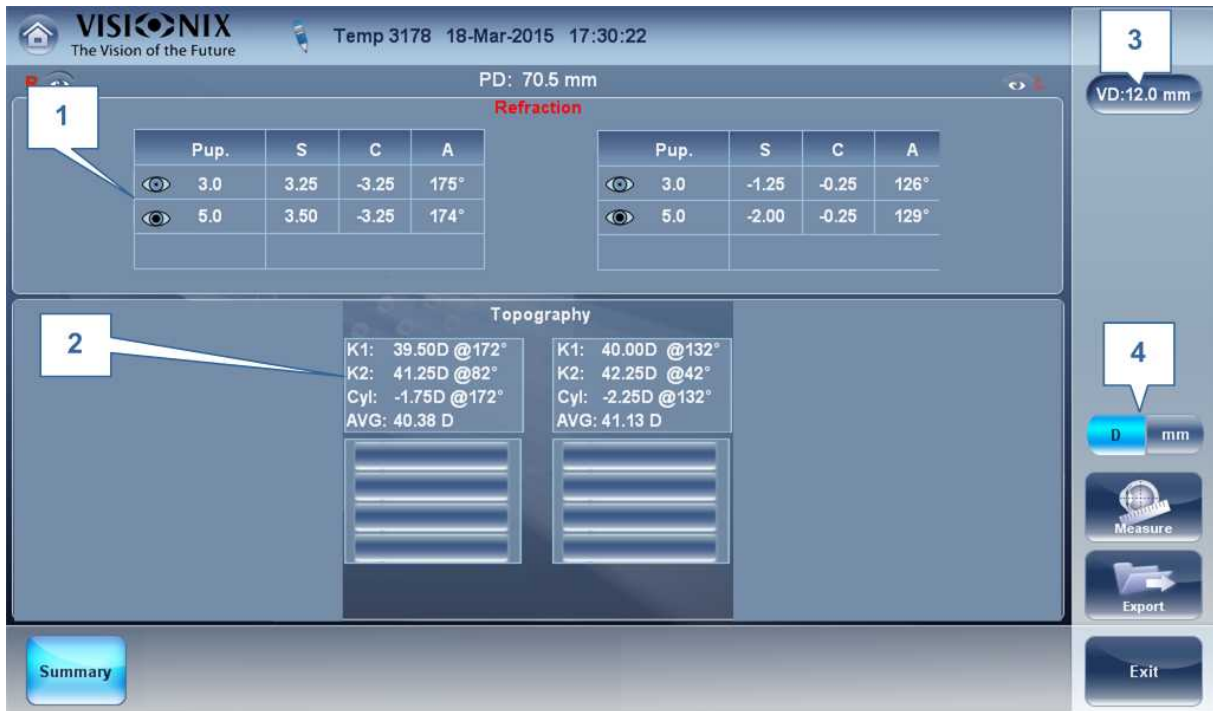 VISIONIX
The Vision of the Future
Temp 3178 18-Mar-2015 17:30:22
3
VD:12.0 mm
R
PD: 70.5 mm
L
1
Refraction
Pup. S C A
3.0 3.25 -3.25 175°
5.0 3.50 -3.25 174°
Pup. S C A
3.0 -1.25 -0.25 126°
5.0 -2.00 -0.25 129°
2
Topography
K1: 39.50D @172°
K2: 41.25D @82°
Cyl: -1.75D @172°
AVG: 40.38 D
K1: 40.00D @132°
K2: 42.25D @42°
Cyl: -2.25D @132°
AVG: 41.13 D
4
D mm
Measure
Export
Summary
Exit